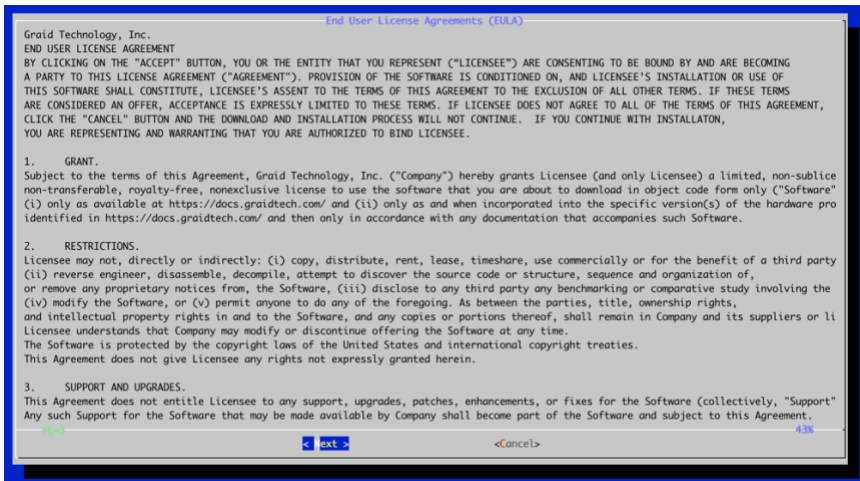 End User License Agreements (EULA)
Graid Technology, Inc.
END USER LICENSE AGREEMENT
BY CLICKING ON THE "ACCEPT" BUTTON, YOU OR THE ENTITY THAT YOU REPRESENT (“LICENSEE”) ARE CONSENTING TO BE BOUND BY AND ARE BECOMING
A PARTY TO THIS LICENSE AGREEMENT ("AGREEMENT"). PROVISION OF THE SOFTWARE IS CONDITIONED ON, AND LICENSEE'S INSTALLATION OR USE OF
THIS SOFTWARE SHALL CONSTITUTE, LICENSEE'S ASSENT TO THE TERMS OF THIS AGREEMENT TO THE EXCLUSION OF ALL OTHER TERMS. IF THESE TERMS
ARE CONSIDERED AN OFFER, ACCEPTANCE IS EXPRESSLY LIMITED TO THESE TERMS. IF LICENSEE DOES NOT AGREE TO ALL OF THE TERMS OF THIS AGREEMENT,
CLICK THE "CANCEL" BUTTON AND THE DOWNLOAD AND INSTALLATION PROCESS WILL NOT CONTINUE. IF YOU CONTINUE WITH INSTALLATON,
YOU ARE REPRESENTING AND WARRANTING THAT YOU ARE AUTHORIZED TO BIND LICENSEE.
1. GRANT.
Subject to the terms of this Agreement, Graid Technology, Inc. ("Company") hereby grants Licensee (and only Licensee) a limited, non-sublice
non-transferable, royalty-free, nonexclusive license to use the software that you are about to download in object code form only ("Software"
(i) only as available at https://docs.graidtech.com/ and (ii) only as and when incorporated into the specific version(s) of the hardware pro
identified in https://docs.graidtech.com/ and then only in accordance with any documentation that accompanies such Software.
2. RESTRICTIONS.
Licensee may not, directly or indirectly: (i) copy, distribute, rent, lease, timeshare, use commercially or for the benefit of a third party
(ii) reverse engineer, disassemble, decompile, attempt to discover the source code or structure, sequence and organization of,
or remove any proprietary notices from, the Software, (iii) disclose to any third party any benchmarking or comparative study involving the
(iv) modify the Software, or (v) permit anyone to do any of the foregoing. As between the parties, title, ownership rights,
and intellectual property rights in and to the Software, and any copies or portions thereof, shall remain in Company and its suppliers or li
Licensee understands that Company may modify or discontinue offering the Software at any time.
The Software is protected by the copyright laws of the United States and international copyright treaties.
This Agreement does not give Licensee any rights not expressly granted herein.
3. SUPPORT AND UPGRADES.
This Agreement does not entitle Licensee to any support, upgrades, patches, enhancements, or fixes for the Software (collectively, "Support"
Any such Support for the Software that may be made available by Company shall become part of the Software and subject to this Agreement.
43%
< Next > <Cancel>